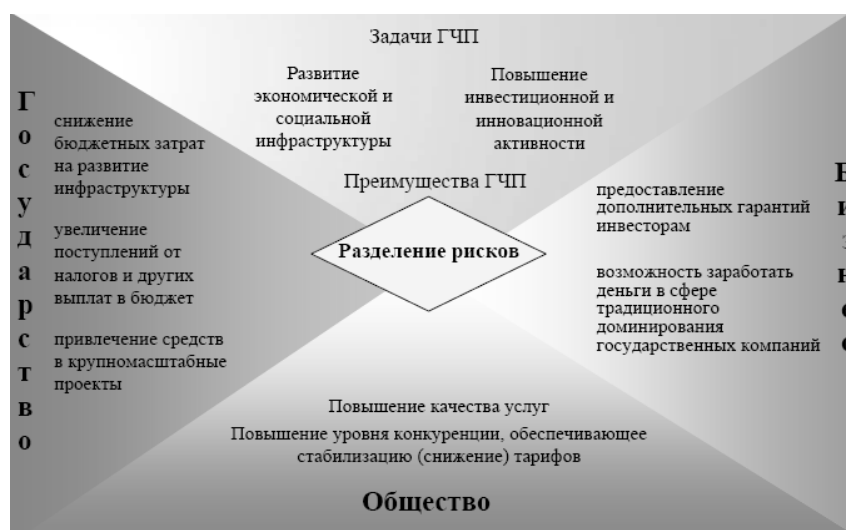 Задачи ГЧП
Развитие
экономической и
социальной
инфраструктуры
Повышение
инвестиционной и
инновационной
активности
Преимущества ГЧП
Государство
снижение
бюджетных затрат
на развитие
инфраструктуры
увеличение
поступлений от
налогов и других
выплат в бюджет
привлечение средств
в крупномасштабные
проекты
Разделение рисков
предоставление
дополнительных гарантий
инвесторам
возможность заработать
деньги в сфере
традиционного
доминирования
государственных компаний
Повышение качества услуг
Повышение уровня конкуренции, обеспечивающее
стабилизацию (снижение) тарифов
Общество